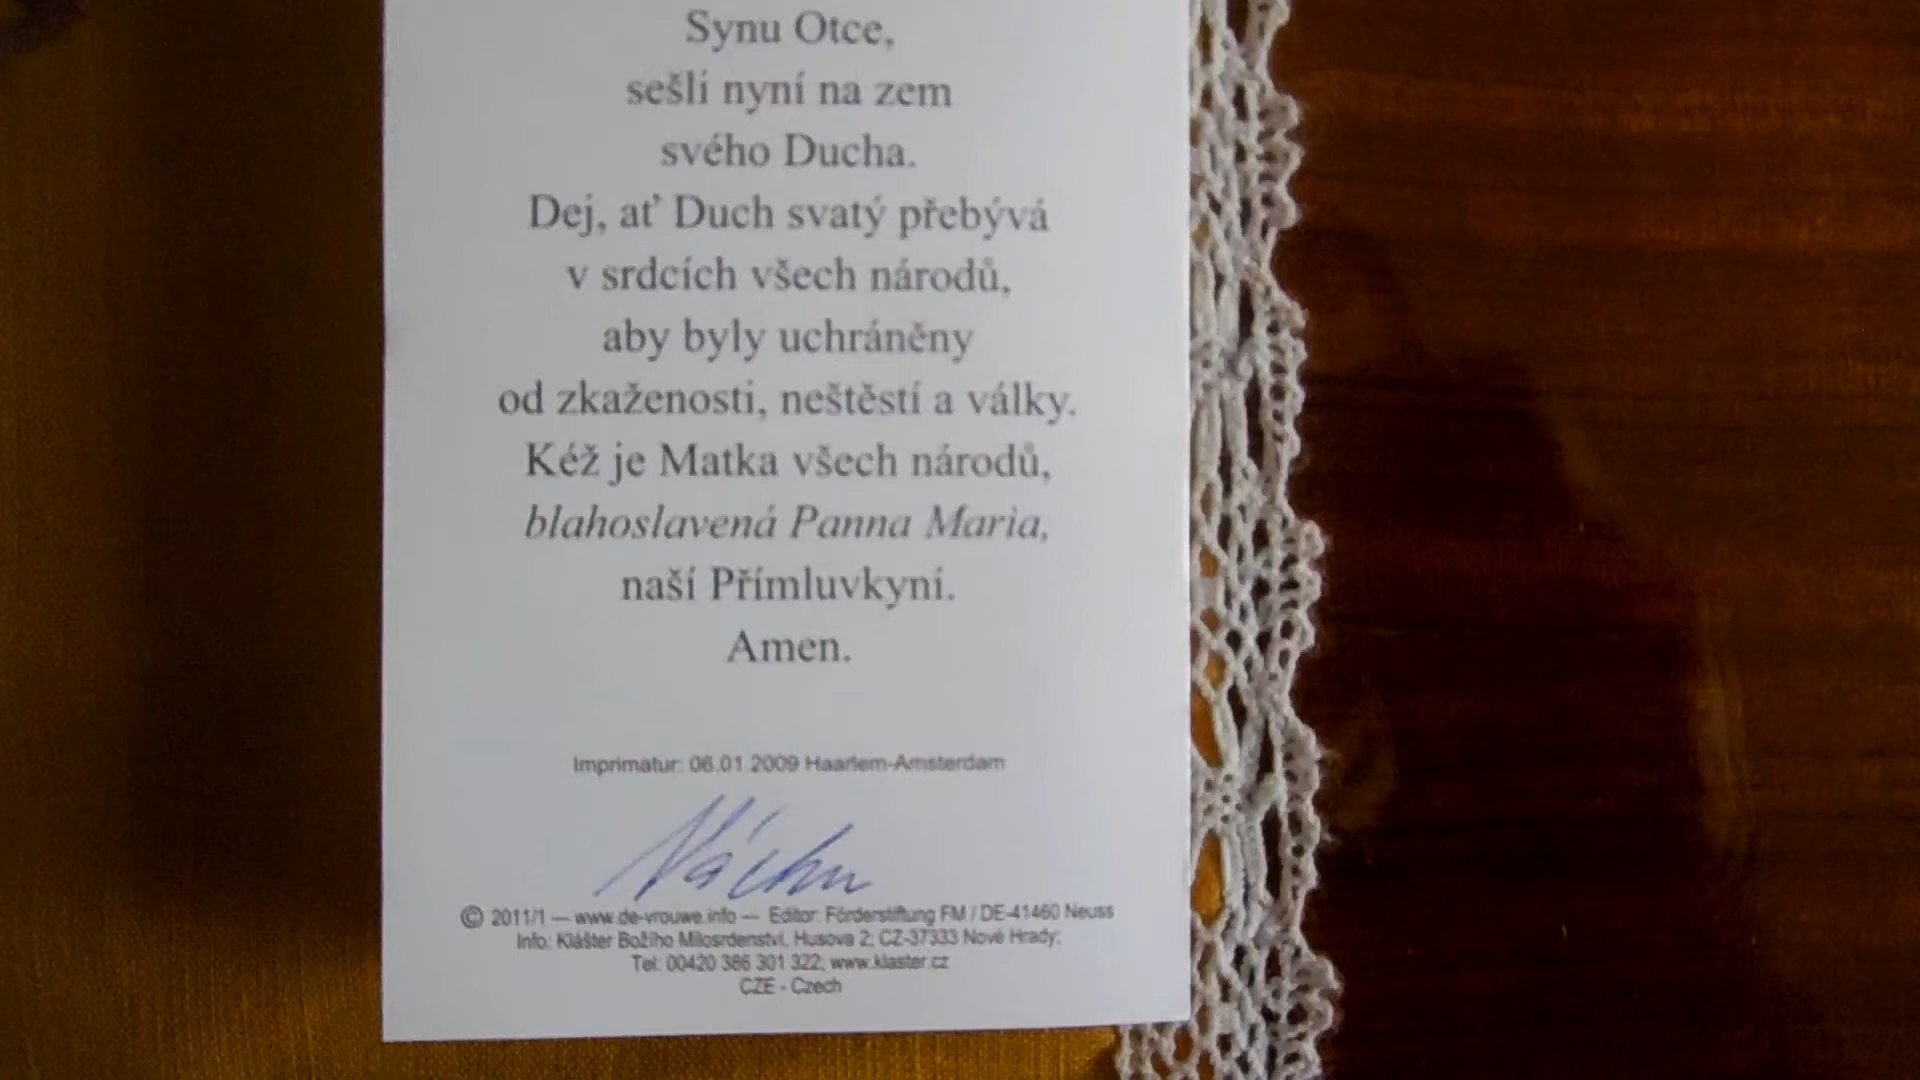 Synu Otce,
sešli nyní na zem
svého Ducha.
Dej, ať Duch svatý přebývá
v srdcích všech národů,
aby byly uchráněny
od zkaženosti, neštěstí a války.
Kéž je Matka všech národů,
blahoslavená Panna Maria,
naší Přímluvkyní.
Amen.
Imprimatur: 06.01.2009 Haarlem-Amsterdam
© 2011/1 — www.de-vrouwe.info — Editor: Förderstiftung FM / DE-41460 Neuss
Info: Klášter Božího Milosrdenství, Husova 2; CZ-37333 Nové Hrady;
Tel: 00420 386 301 322; www.klaster.cz
CZE - Czech